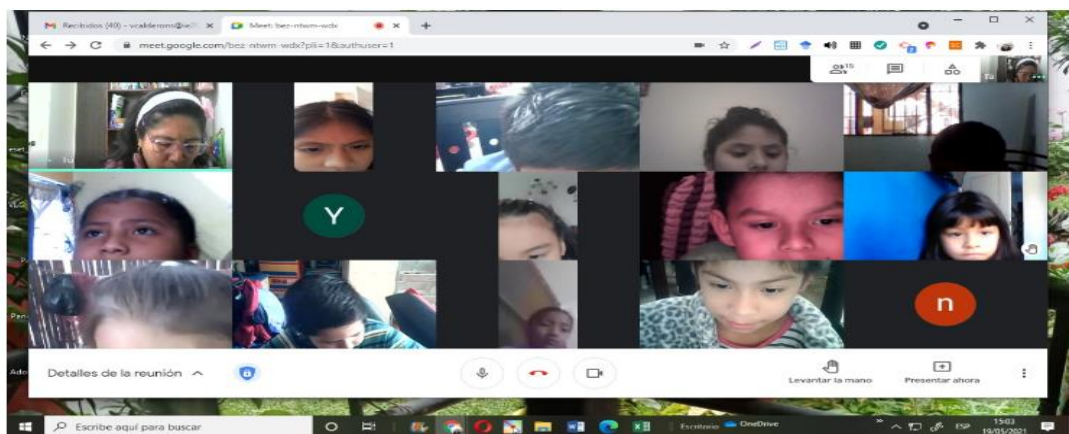 Recibidos (40) - vcalderons@ie
Meet: bez-ntwm-wdx
meet.google.com/bez-ntwm-wdx?pli=1&authuser=1
15
Tú
Tú
Y
n
Detalles de la reunión
Levantar la mano
Presentar ahora
Escribe aquí para buscar
Escritorio
OneDrive
ESP
15:03
19/05/2021